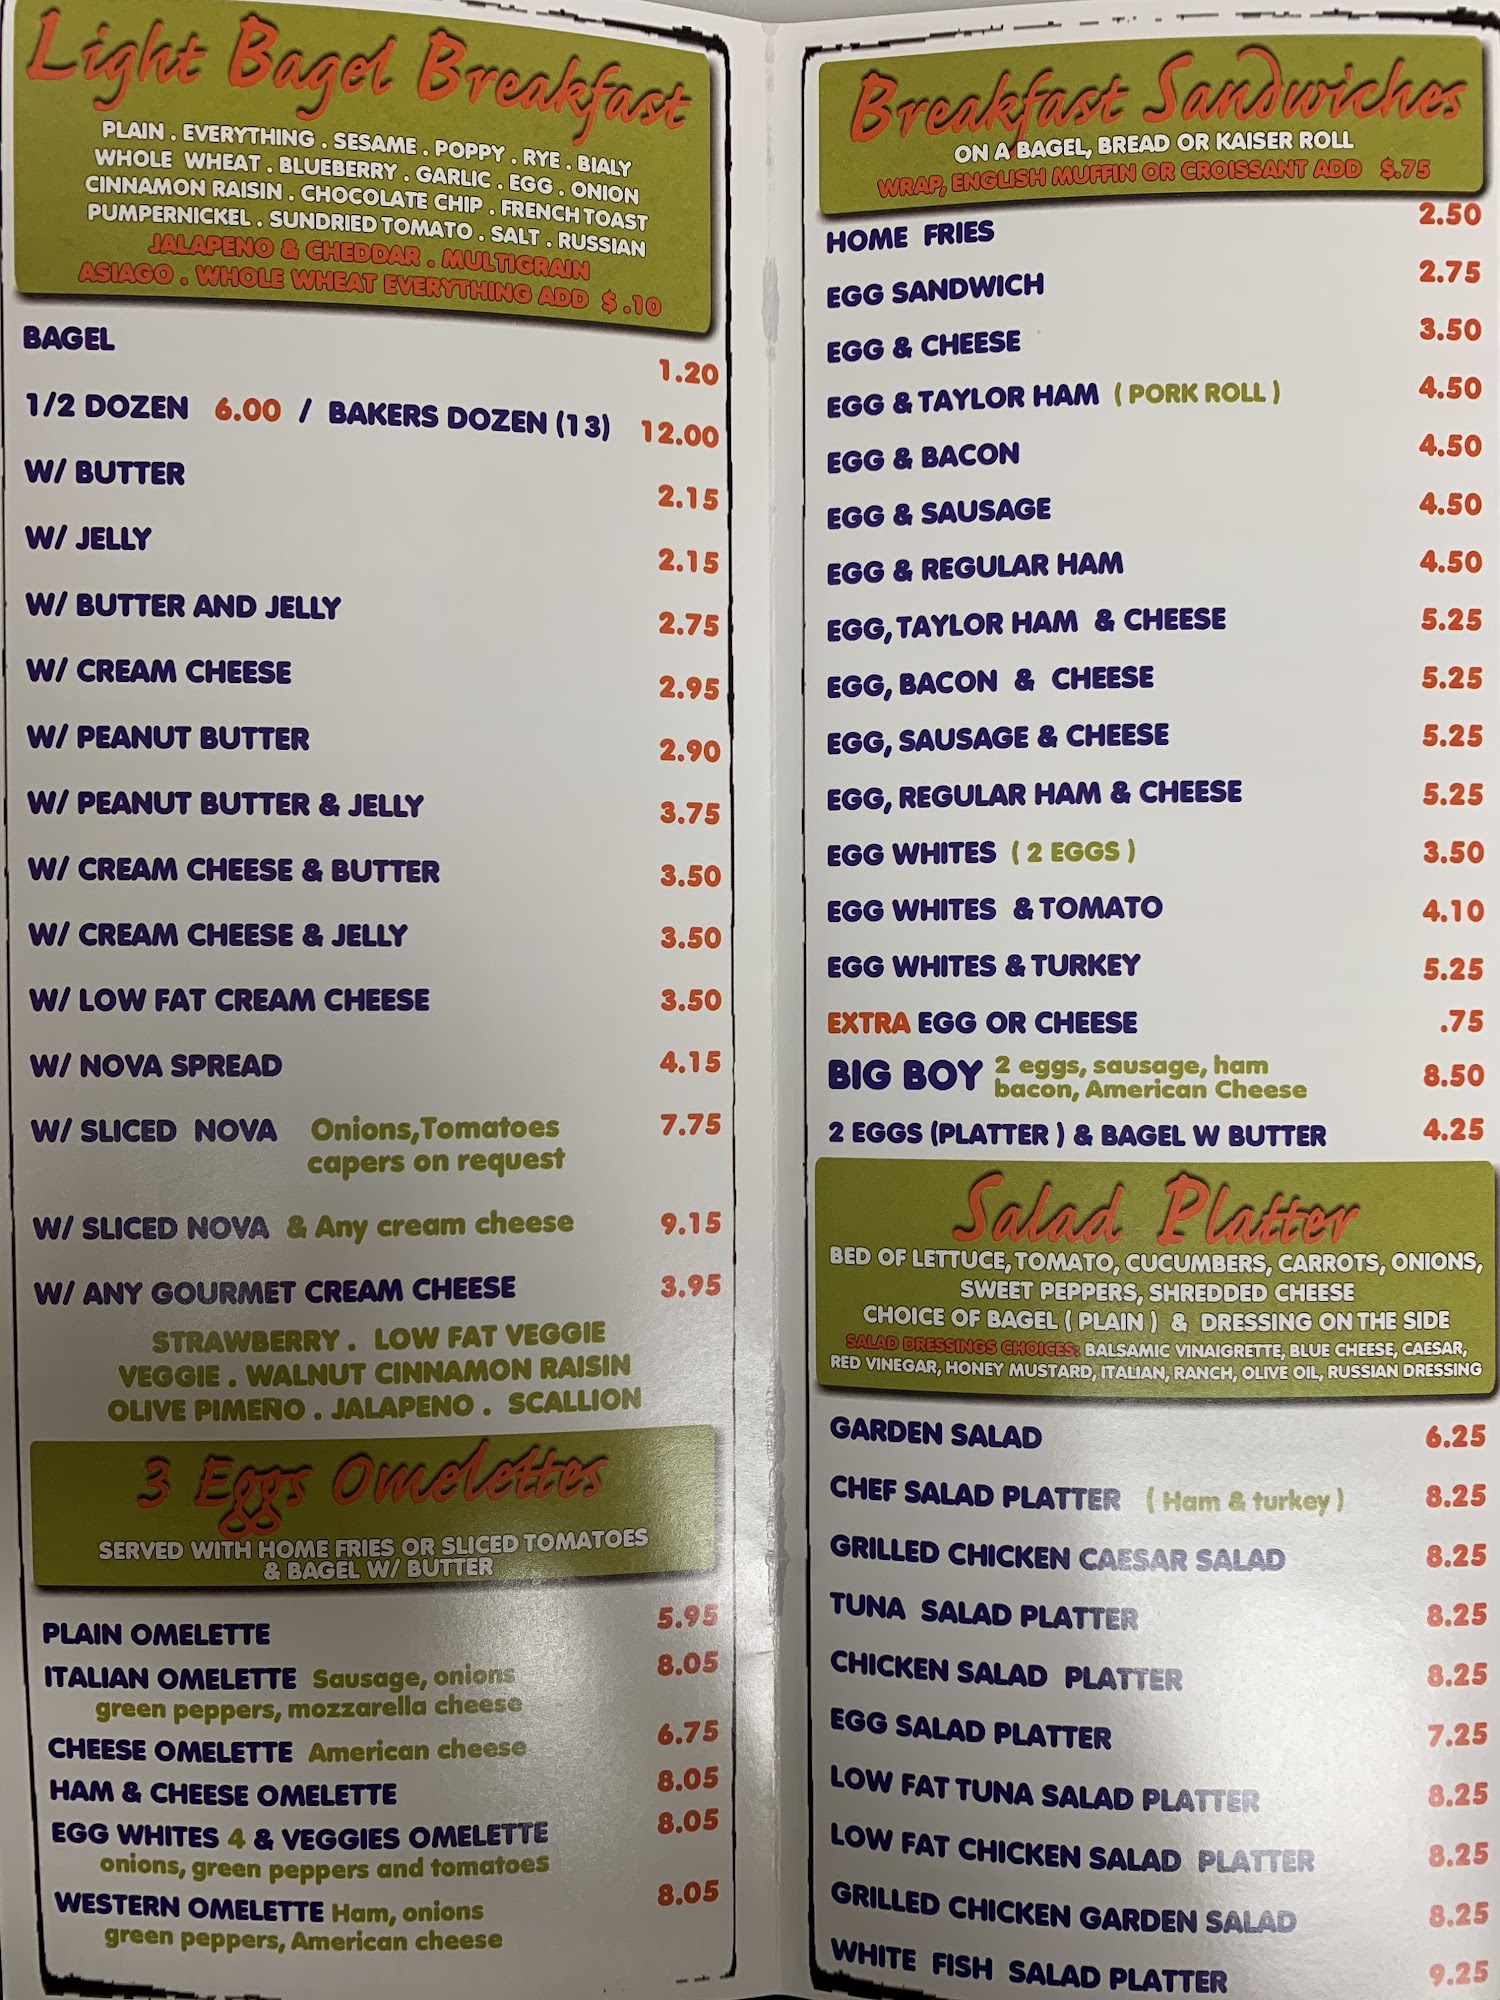 Light Bagel Breakfast
PLAIN . EVERYTHING . SESAME . POPPY . RYE . BIALY
WHOLE WHEAT . BLUEBERRY . GARLIC . EGG . ONION
CINNAMON RAISIN . CHOCOLATE CHIP . FRENCH TOAST
PUMPERNICKEL . SUNDRIED TOMATO . SALT . RUSSIAN
JALAPENO & CHEDDAR . MULTIGRAIN
ASIAGO . WHOLE WHEAT EVERYTHING ADD $ .10
BAGEL 1.20
1/2 DOZEN 6.00 / BAKERS DOZEN (13) 12.00
W/ BUTTER 2.15
W/ JELLY 2.15
W/ BUTTER AND JELLY 2.75
W/ CREAM CHEESE 2.95
W/ PEANUT BUTTER 2.90
W/ PEANUT BUTTER & JELLY 3.75
W/ CREAM CHEESE & BUTTER 3.50
W/ CREAM CHEESE & JELLY 3.50
W/ LOW FAT CREAM CHEESE 3.50
W/ NOVA SPREAD 4.15
W/ SLICED NOVA Onions,Tomatoes 7.75
capers on request
W/ SLICED NOVA & Any cream cheese 9.15
W/ ANY GOURMET CREAM CHEESE 3.95
STRAWBERRY . LOW FAT VEGGIE
VEGGIE . WALNUT CINNAMON RAISIN
OLIVE PIMEÑO . JALAPENO . SCALLION
3 Eggs Omelettes
SERVED WITH HOME FRIES OR SLICED TOMATOES
& BAGEL W/ BUTTER
PLAIN OMELETTE 5.95
ITALIAN OMELETTE Sausage, onions 8.05
green peppers, mozzarella cheese
CHEESE OMELETTE American cheese 6.75
HAM & CHEESE OMELETTE 8.05
EGG WHITES 4 & VEGGIES OMELETTE 8.05
onions, green peppers and tomatoes
WESTERN OMELETTE Ham, onions 8.05
green peppers, American cheese
Breakfast Sandwiches
ON A BAGEL, BREAD OR KAISER ROLL
WRAP, ENGLISH MUFFIN OR CROISSANT ADD $.75
HOME FRIES 2.50
EGG SANDWICH 2.75
EGG & CHEESE 3.50
EGG & TAYLOR HAM ( PORK ROLL ) 4.50
EGG & BACON 4.50
EGG & SAUSAGE 4.50
EGG & REGULAR HAM 4.50
EGG, TAYLOR HAM & CHEESE 5.25
EGG, BACON & CHEESE 5.25
EGG, SAUSAGE & CHEESE 5.25
EGG, REGULAR HAM & CHEESE 5.25
EGG WHITES ( 2 EGGS ) 3.50
EGG WHITES & TOMATO 4.10
EGG WHITES & TURKEY 5.25
EXTRA EGG OR CHEESE .75
BIG BOY 2 eggs, sausage, ham 8.50
bacon, American Cheese
2 EGGS (PLATTER ) & BAGEL W BUTTER 4.25
Salad Platter
BED OF LETTUCE, TOMATO, CUCUMBERS, CARROTS, ONIONS,
SWEET PEPPERS, SHREDDED CHEESE
CHOICE OF BAGEL ( PLAIN ) & DRESSING ON THE SIDE
SALAD DRESSINGS CHOICES: BALSAMIC VINAIGRETTE, BLUE CHEESE, CAESAR,
RED VINEGAR, HONEY MUSTARD, ITALIAN, RANCH, OLIVE OIL, RUSSIAN DRESSING
GARDEN SALAD 6.25
CHEF SALAD PLATTER ( Ham & turkey ) 8.25
GRILLED CHICKEN CAESAR SALAD 8.25
TUNA SALAD PLATTER 8.25
CHICKEN SALAD PLATTER 8.25
EGG SALAD PLATTER 7.25
LOW FAT TUNA SALAD PLATTER 8.25
LOW FAT CHICKEN SALAD PLATTER 8.25
GRILLED CHICKEN GARDEN SALAD 8.25
WHITE FISH SALAD PLATTER 9.25